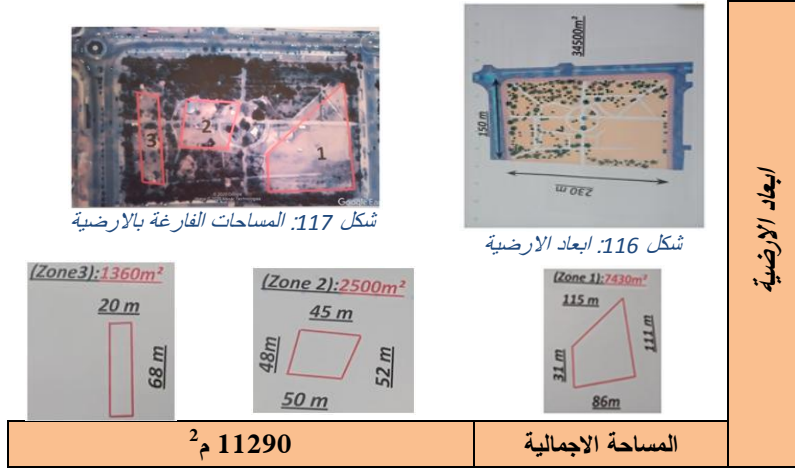 ابعاد الارضية
34500m²
150 m
230 m
شكل 116: ابعاد الارضية
1
2
3
Google Ea
شكل 117: المساحات الفارغة بالارضية
(Zone 1):7430m²
115 m
111 m
31 m
86m
(Zone 2):2500m²
45 m
48m
52 m
50 m
(Zone3):1360m²
20 m
68 m
المساحة الاجمالية
11290 م²